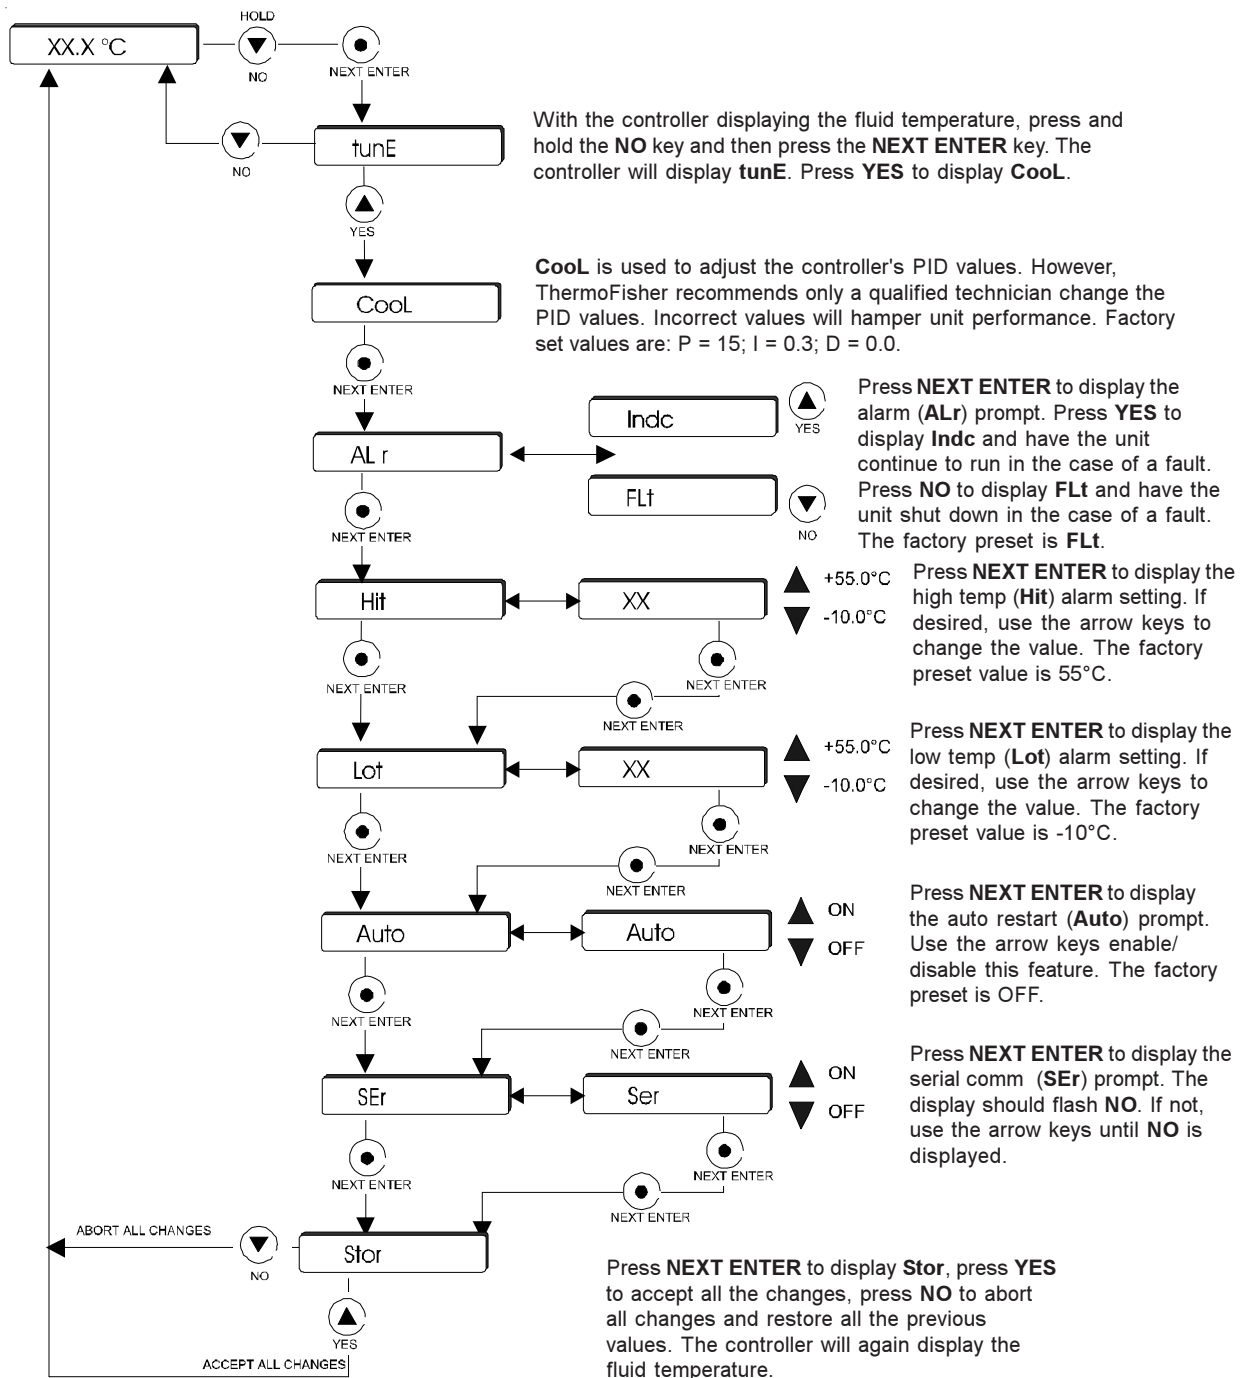 HOLD
XX.X °C
NO
NEXT ENTER
With the controller displaying the fluid temperature, press and
hold the NO key and then press the NEXT ENTER key. The
controller will display tunE. Press YES to display CooL.
tunE
NO
YES
CooL is used to adjust the controller's PID values. However,
ThermoFisher recommends only a qualified technician change the
PID values. Incorrect values will hamper unit performance. Factory
set values are: P = 15; I = 0.3; D = 0.0.
CooL
NEXT ENTER
Press NEXT ENTER to display the
alarm (ALr) prompt. Press YES to
display Indc and have the unit
continue to run in the case of a fault.
Press NO to display FLt and have the
unit shut down in the case of a fault.
The factory preset is FLt.
Indc
YES
AL r
FLt
NO
NEXT ENTER
Press NEXT ENTER to display the
high temp (Hit) alarm setting. If
desired, use the arrow keys to
change the value. The factory
preset value is 55°C.
Hit
XX
+55.0°C
-10.0°C
NEXT ENTER
NEXT ENTER
NEXT ENTER
Press NEXT ENTER to display the
low temp (Lot) alarm setting. If
desired, use the arrow keys to
change the value. The factory
preset value is -10°C.
Lot
XX
+55.0°C
-10.0°C
NEXT ENTER
NEXT ENTER
NEXT ENTER
Press NEXT ENTER to display
the auto restart (Auto) prompt.
Use the arrow keys enable/
disable this feature. The factory
preset is OFF.
Auto
Auto
ON
OFF
NEXT ENTER
NEXT ENTER
NEXT ENTER
Press NEXT ENTER to display the
serial comm (SEr) prompt. The
display should flash NO. If not,
use the arrow keys until NO is
displayed.
SEr
Ser
ON
OFF
NEXT ENTER
NEXT ENTER
NEXT ENTER
ABORT ALL CHANGES
NO
Stor
Press NEXT ENTER to display Stor, press YES
to accept all the changes, press NO to abort
all changes and restore all the previous
values. The controller will again display the
fluid temperature.
YES
ACCEPT ALL CHANGES